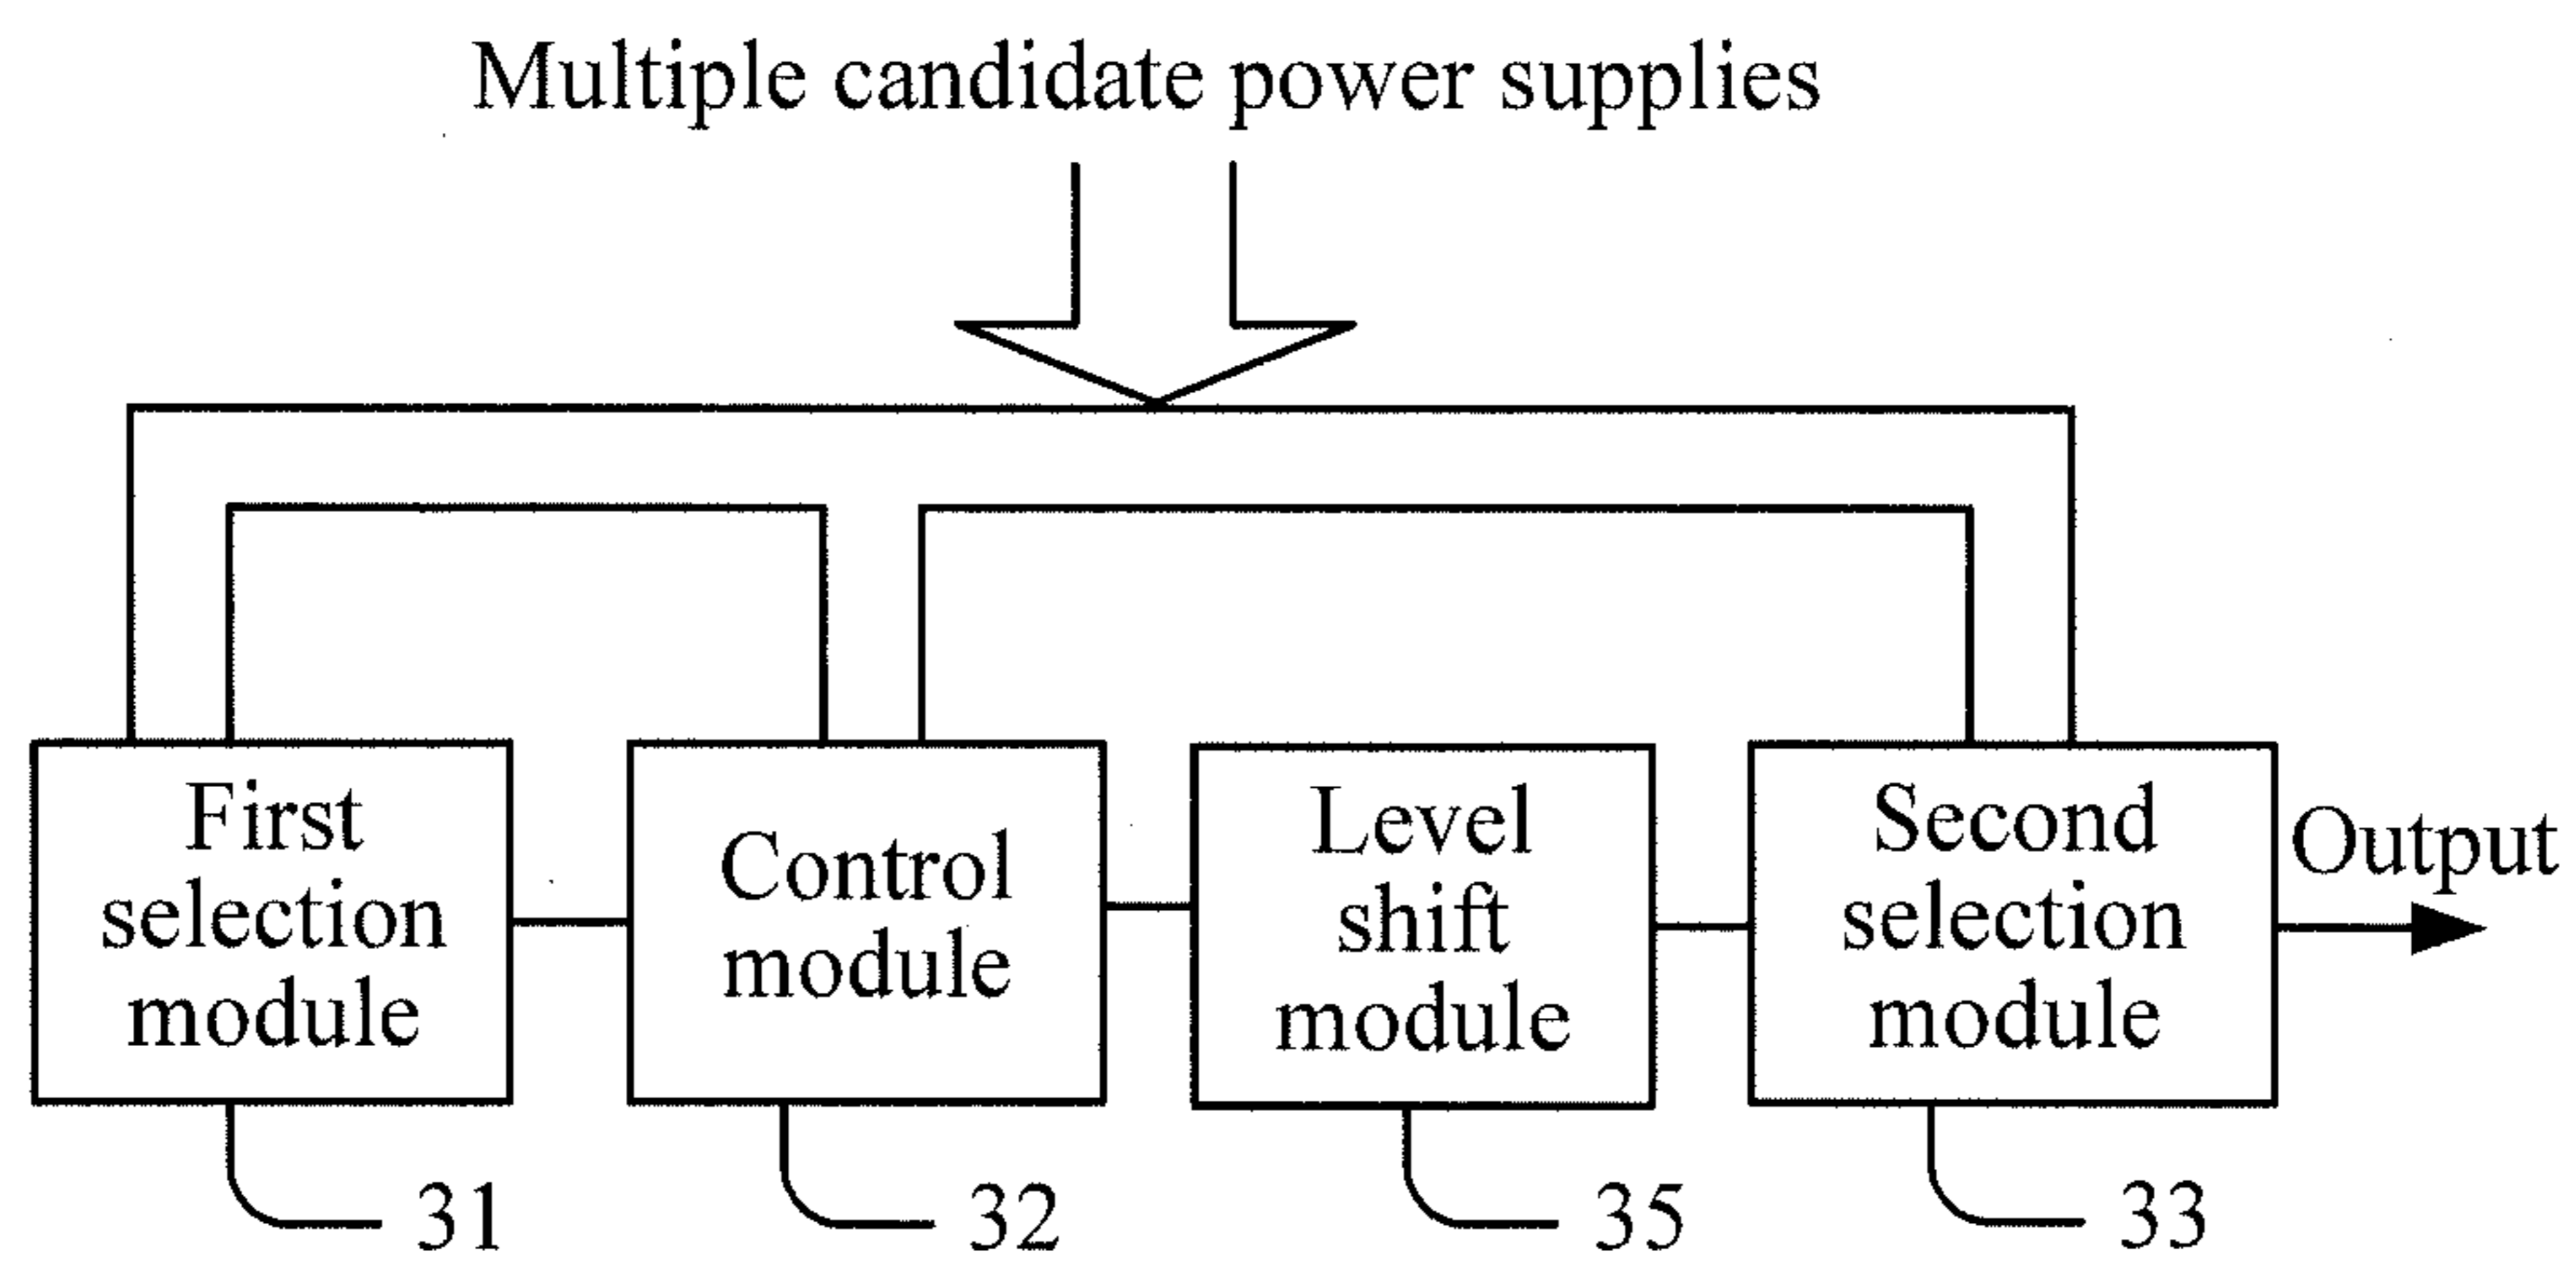 Multiple candidate power supplies
First
selection
module
Control
module
Level
shift
module
Second
selection
module
Output
31
32
35
33